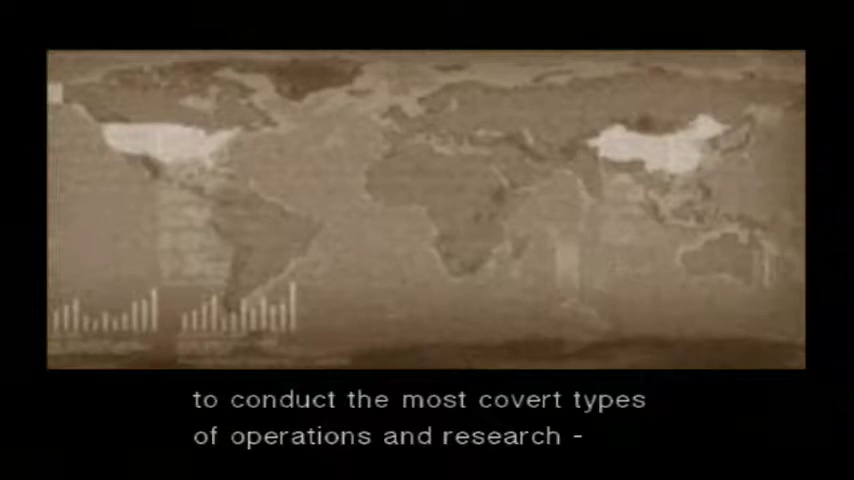 to conduct the most covert types
of operations and research -